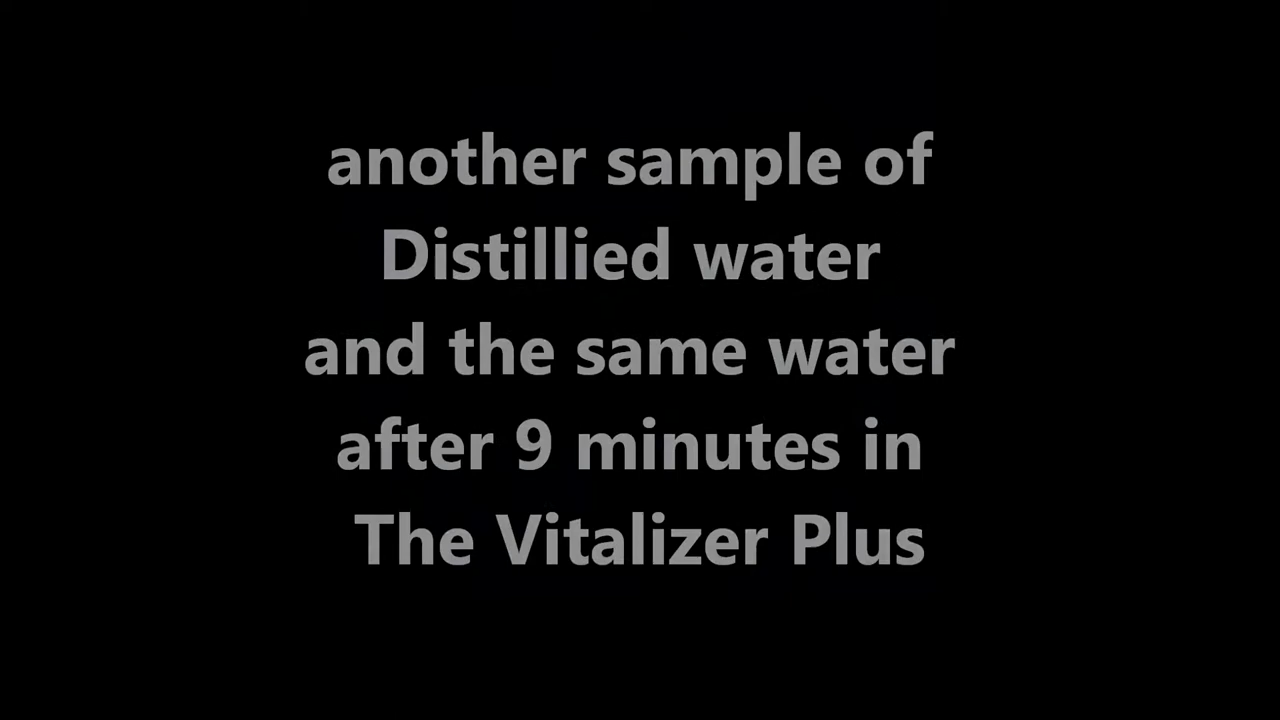 another sample of
Distillied water
and the same water
after 9 minutes in
The Vitalizer Plus